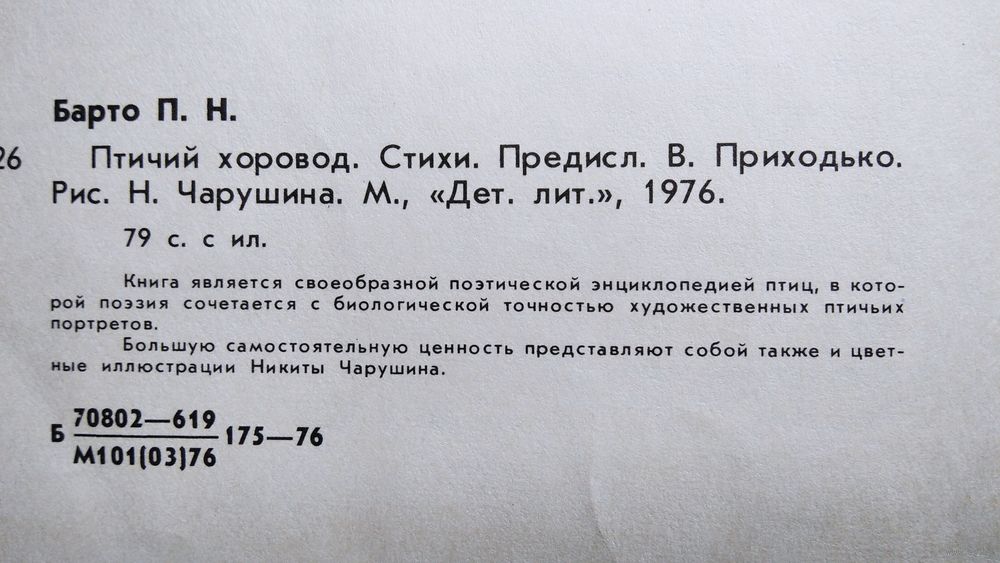 Барто П. Н.
26 Птичий хоровод. Стихи. Предисл. В. Приходько.
Рис. Н. Чарушина. М., «Дет. лит.», 1976.
79 с. с ил.
Книга является своеобразной поэтической энциклопедией птиц, в кото-
рой поэзия сочетается с биологической точностью художественных птичьих
портретов.
Большую самостоятельную ценность представляют собой также и цвет-
ные иллюстрации Никиты Чарушина.
70802—619
Б 175—76
М101(03)76